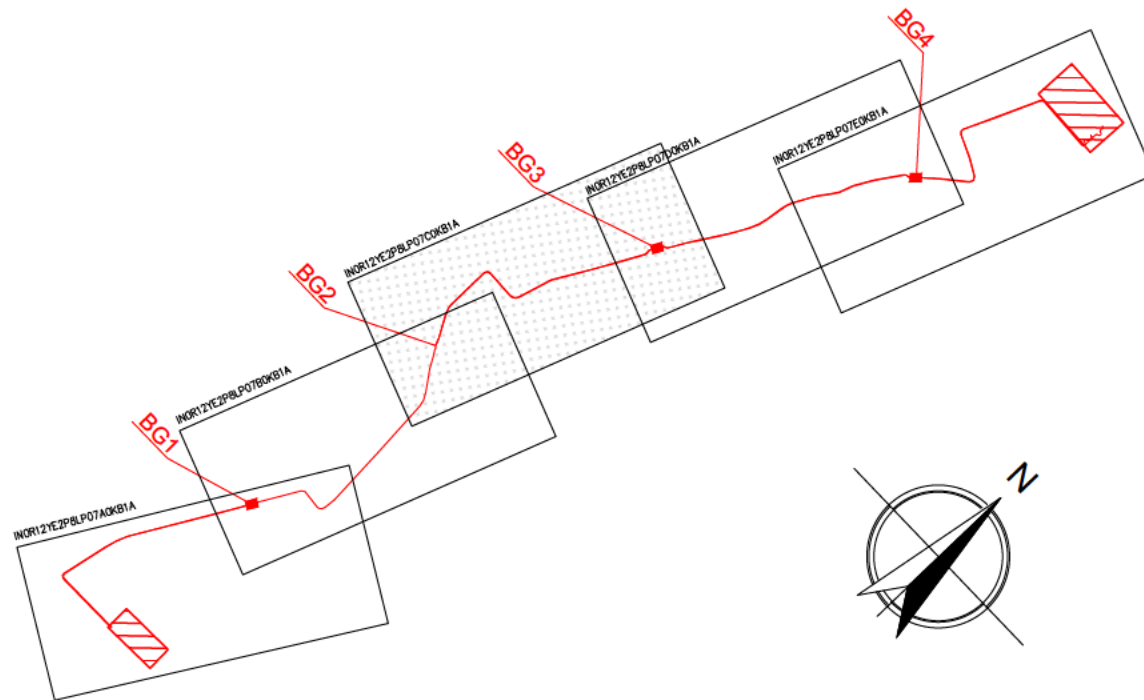 BG4
INOR12YE2P8LP07E0KB1A
INOR12YE2P8LP07D0KB1A
BG3
INOR12YE2P8LP07C0KB1A
BG2
INOR12YE2P8LP07B0KB1A
BG1
INOR12YE2P8LP07A0KB1A
N